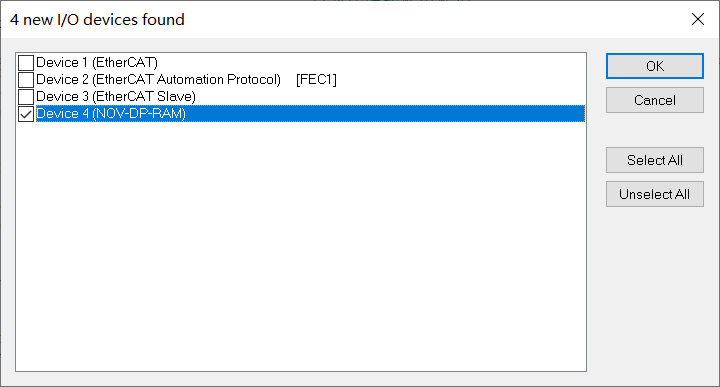 4 new I/O devices found
Device 1 (EtherCAT)
Device 2 (EtherCAT Automation Protocol) [FEC1]
Device 3 (EtherCAT Slave)
Device 4 (NOV-DP-RAM)
OK
Cancel
Select All
Unselect All